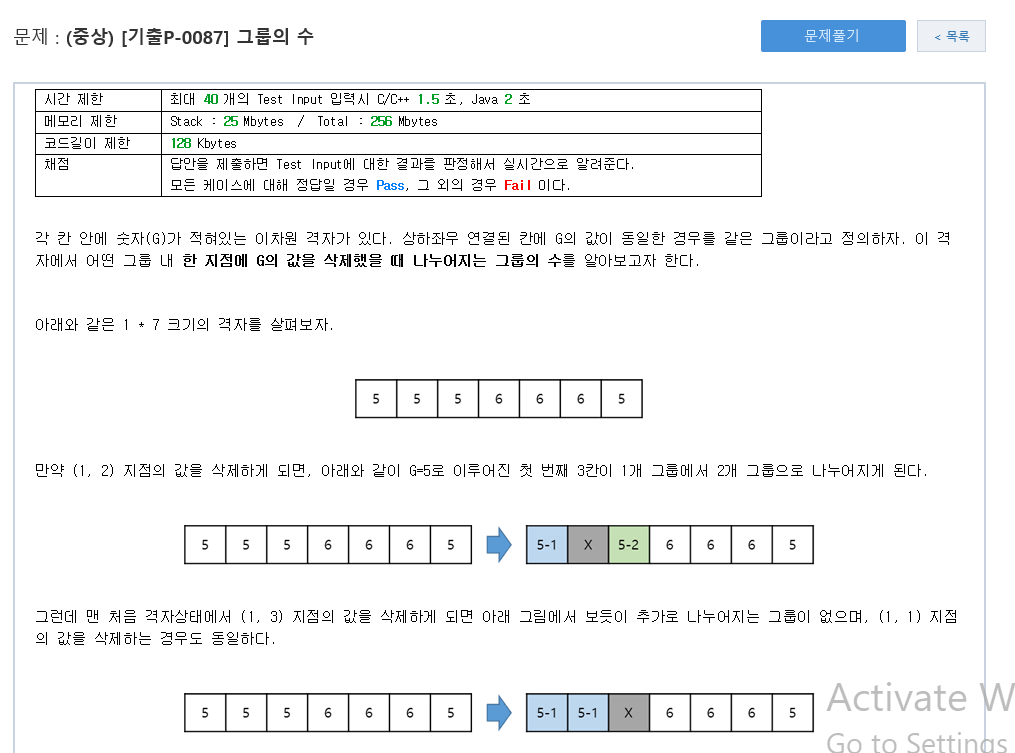 문제 : (중상) [기출P-0087] 그룹의 수
문제풀기
< 목록
시간 제한 최대 40 개의 Test Input 입력시 C/C++ 1.5 초, Java 2 초
메모리 제한 Stack : 25 Mbytes / Total : 256 Mbytes
코드길이 제한 128 Kbytes
채점 답안을 제출하면 Test Input에 대한 결과를 판정해서 실시간으로 알려준다.
모든 케이스에 대해 정답일 경우 Pass, 그 외의 경우 Fail 이다.
각 칸 안에 숫자(G)가 적혀있는 이차원 격자가 있다. 상하좌우 연결된 칸에 G의 값이 동일한 경우를 같은 그룹이라고 정의하자. 이 격
자에서 어떤 그룹 내 한 지점에 G의 값을 삭제했을 때 나누어지는 그룹의 수를 알아보고자 한다.
아래와 같은 1 * 7 크기의 격자를 살펴보자.
5 5 5 6 6 6 5
만약 (1, 2) 지점의 값을 삭제하게 되면, 아래와 같이 G=5로 이루어진 첫 번째 3칸이 1개 그룹에서 2개 그룹으로 나누어지게 된다.
5 5 5 6 6 6 5 5-1 X 5-2 6 6 6 5
그런데 맨 처음 격자상태에서 (1, 3) 지점의 값을 삭제하게 되면 아래 그림에서 보듯이 추가로 나누어지는 그룹이 없으며, (1, 1) 지점
의 값을 삭제하는 경우도 동일하다.
5 5 5 6 6 6 5 5-1 5-1 X 6 6 6 5
Activate W
Go to Settings